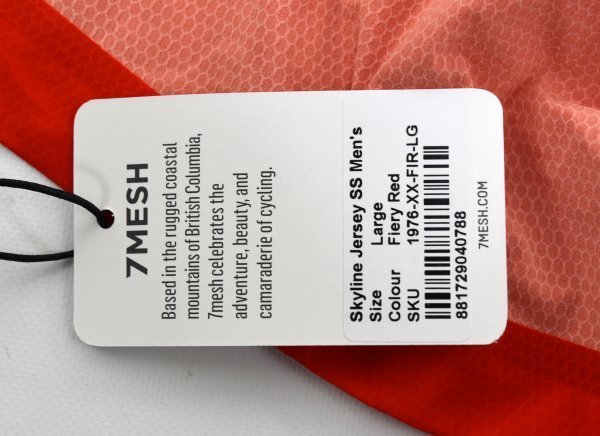 7MESH
Based in the rugged coastal
mountains of British Columbia,
7mesh celebrates the
adventure, beauty, and
camaraderie of cycling.
Skyline Jersey SS Men's
Size Large
Colour Fiery Red
SKU 1976-XX-FIR-LG
881729040788
7MESH.COM